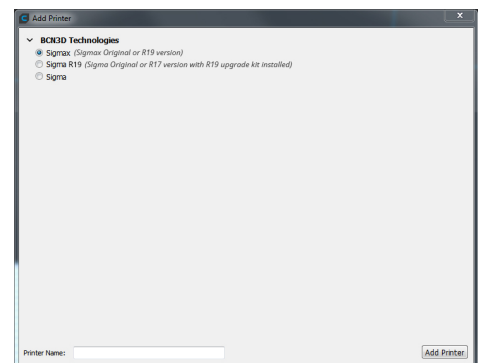 Add Printer
BCN3D Technologies
Sigmax (Sigmax Original or R19 version)
Sigma R19 (Sigma Original or R17 version with R19 upgrade kit installed)
Sigma
Printer Name:
Add Printer